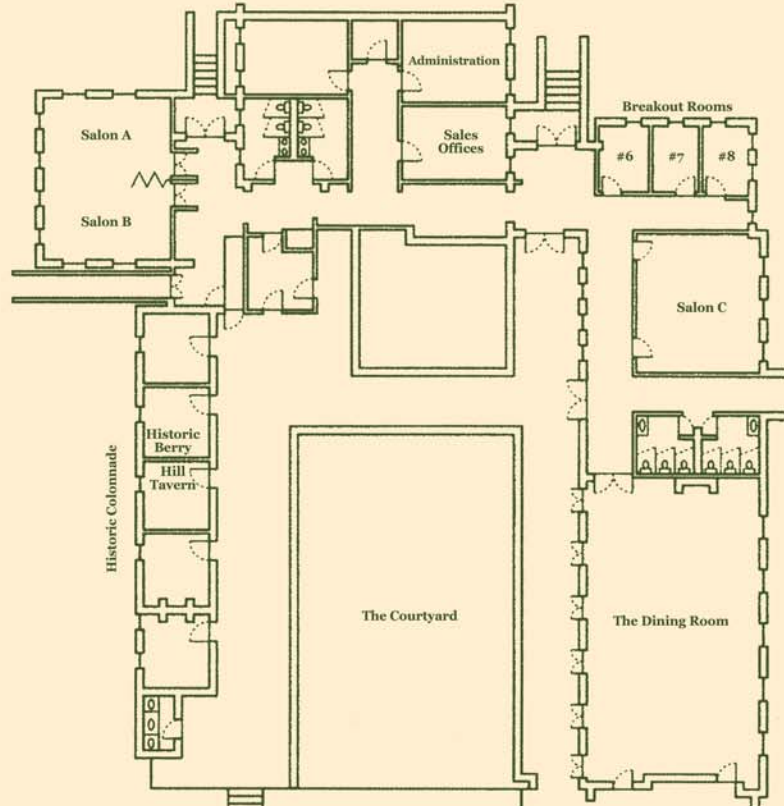 Administration
Breakout Rooms
Salon A
Sales
Offices
#6
#7
#8
Salon B
Salon C
Historic
Berry
Hill
Tavern
Historic Colonnade
The Courtyard
The Dining Room